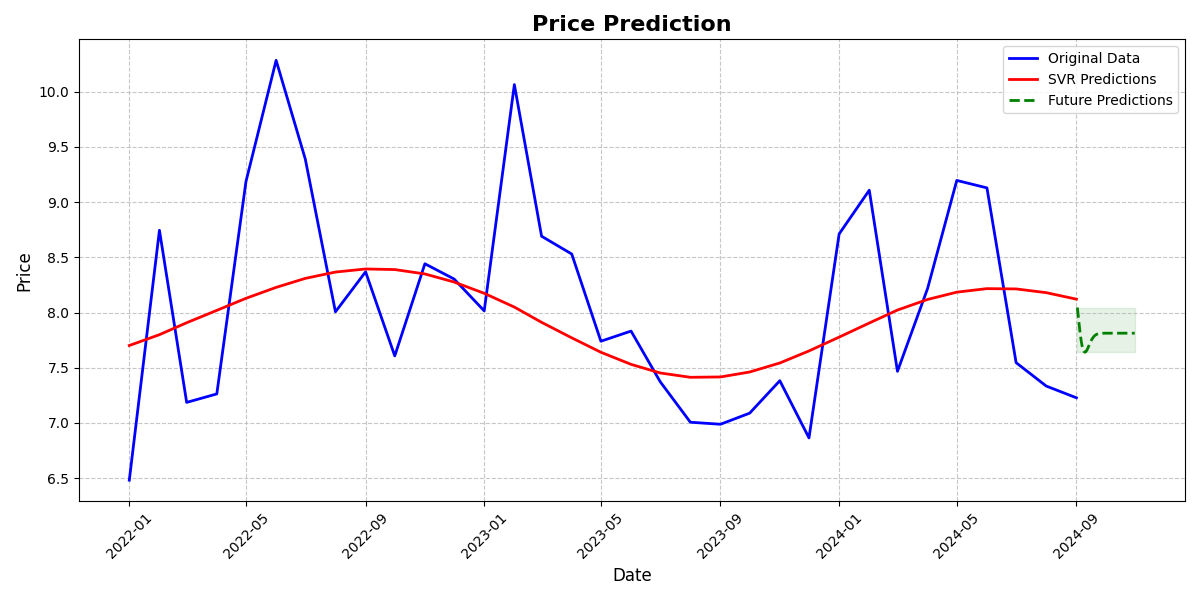 Price Prediction
Original Data
SVR Predictions
Future Predictions
Price
10.0
9.5
9.0
8.5
8.0
7.5
7.0
6.5
2022-01
2022-05
2022-09
2023-01
2023-05
2023-09
2024-01
2024-05
2024-09
Date